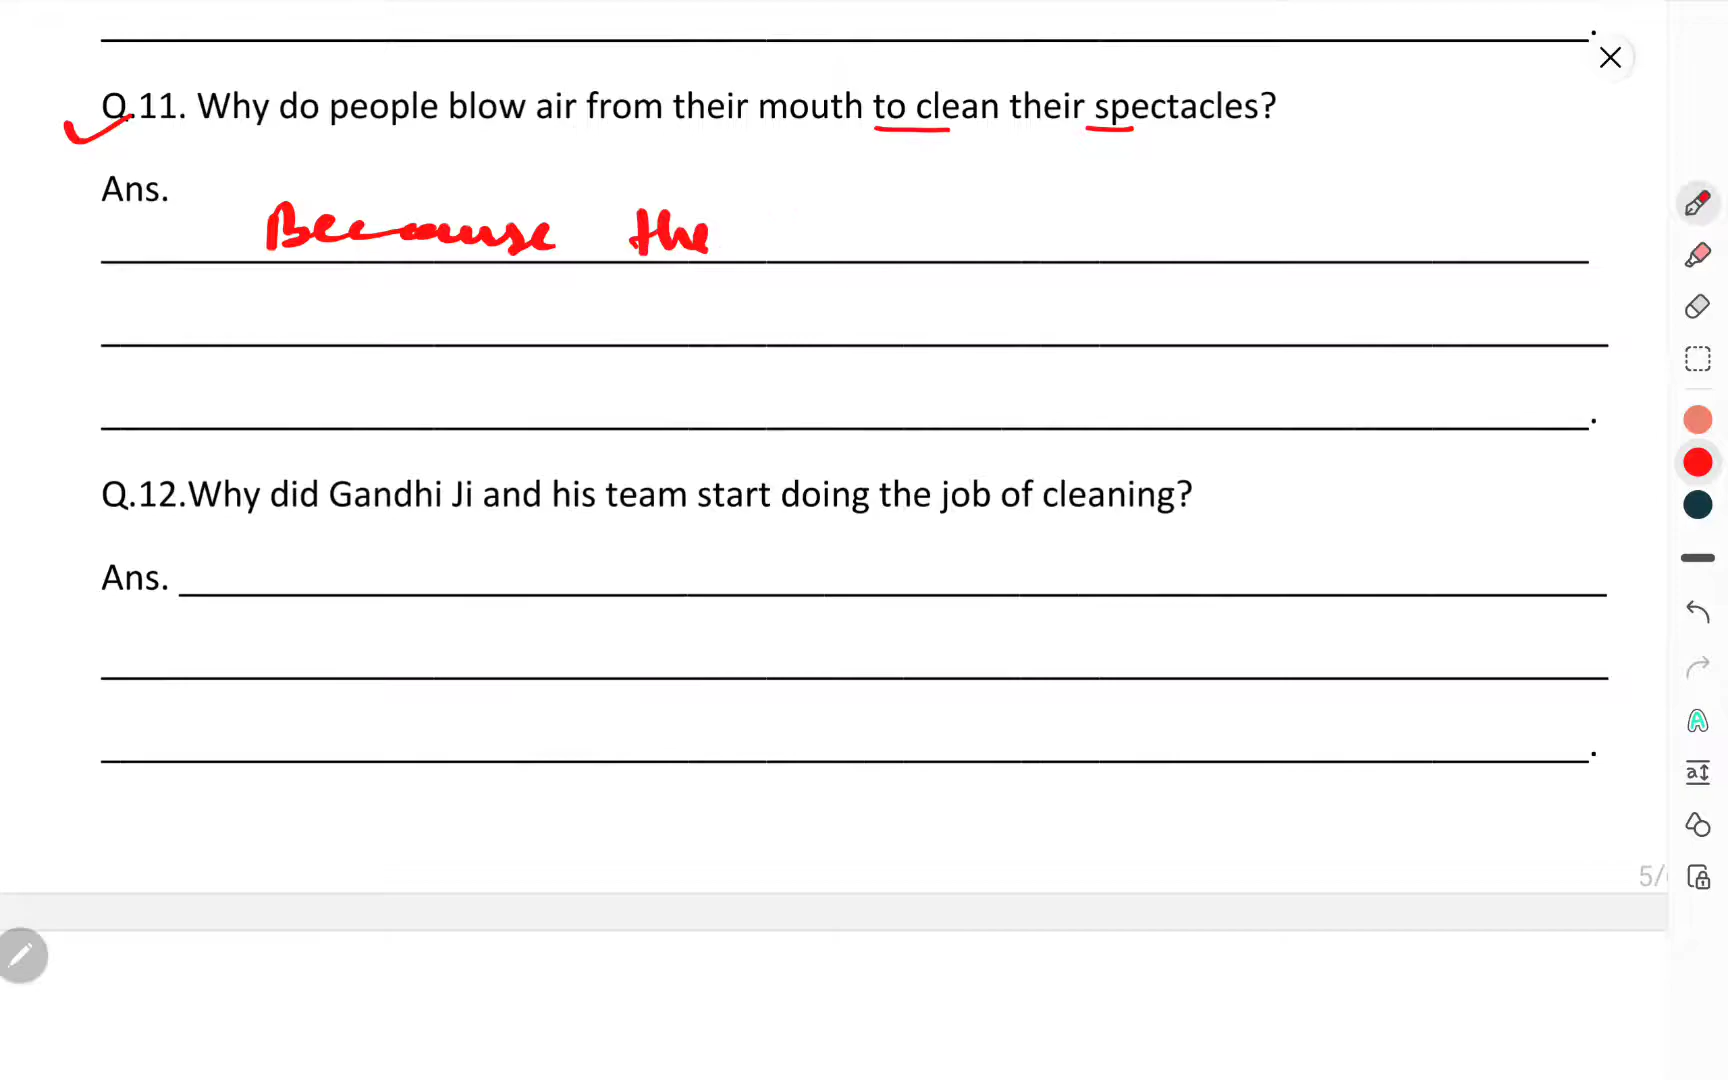 Q.11. Why do people blow air from their mouth to clean their spectacles?
Ans.
Because the
.
Q.12.Why did Gandhi Ji and his team start doing the job of cleaning?
Ans.
.
5/